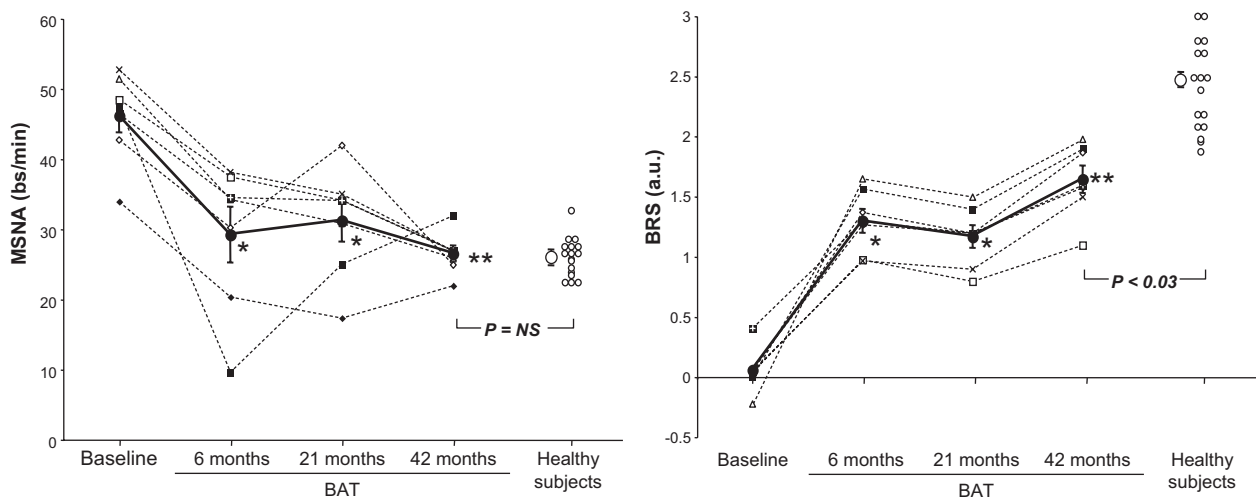 60
50
40
30
20
10
0
MSNA (bs/min)
*
*
**
P = NS
Baseline
6 months
21 months
42 months
Healthy
subjects
BAT
3
2.5
2
1.5
1
0.5
0
-0.5
BRS (a.u.)
*
*
**
P < 0.03
Baseline
6 months
21 months
42 months
Healthy
subjects
BAT